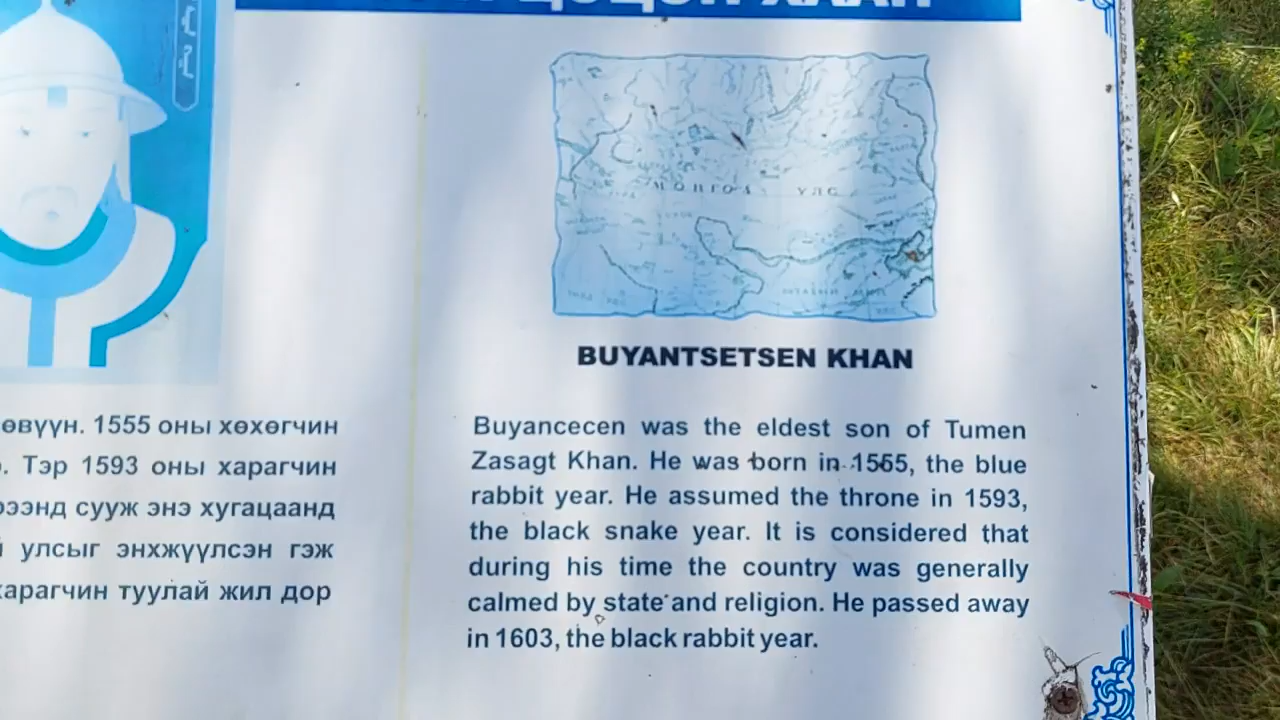 МОНГОЛ УЛС
BUYANTSETSEN KHAN
өвүүн. 1555 оны хөхөгчин
Тэр 1593 оны харагчин
рээнд сууж энэ хугацаанд
улсыг энхжүүлсэн гэж
харагчин туулай жил дор
Buyancecen was the eldest son of Tumen
Zasagt Khan. He was born in 1555, the blue
rabbit year. He assumed the throne in 1593,
the black snake year. It is considered that
during his time the country was generally
calmed by state and religion. He passed away
in 1603, the black rabbit year.